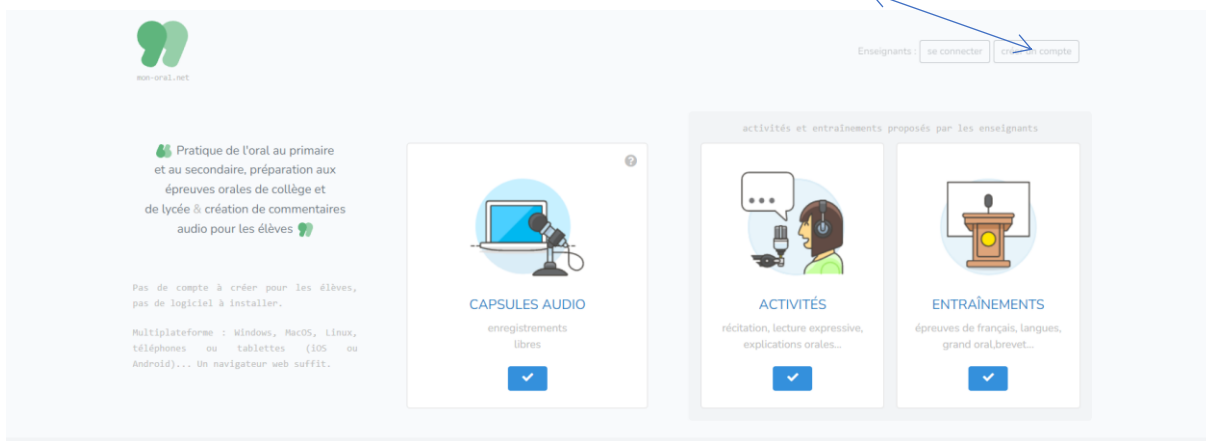 mon-oral.net
Enseignants :
se connecter
créer un compte
Pratique de l'oral au primaire
et au secondaire, préparation aux
épreuves orales de collège et
de lycée & création de commentaires
audio pour les élèves
Pas de compte à créer pour les élèves,
pas de logiciel à installer.
Multiplateforme : Windows, MacOS, Linux,
téléphones ou tablettes (iOS ou
Android)... Un navigateur web suffit.
?
CAPSULES AUDIO
enregistrements
libres
activités et entraînements proposés par les enseignants
ACTIVITÉS
récitation, lecture expressive,
explications orales...
ENTRAÎNEMENTS
épreuves de français, langues,
grand oral,brevet...